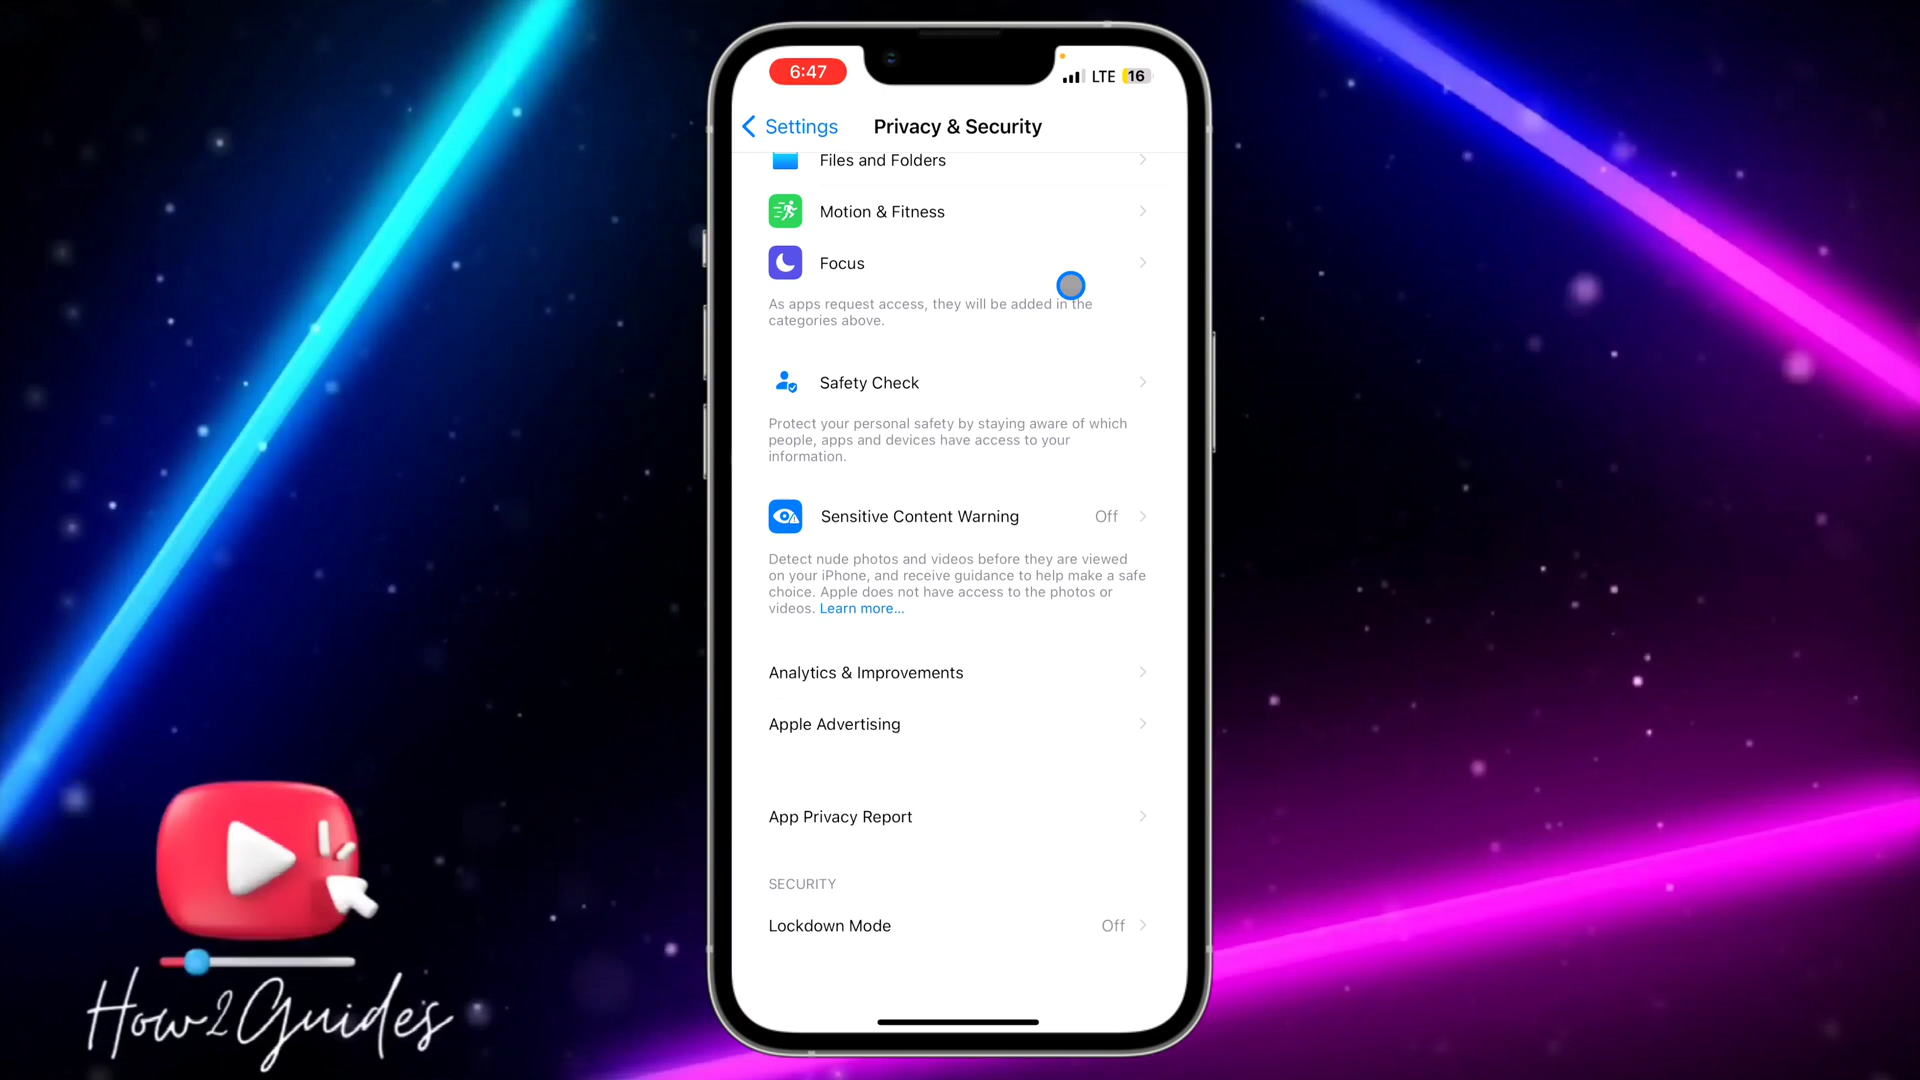 6:47
LTE 16
Settings
Privacy & Security
Files and Folders
Motion & Fitness
Focus
As apps request access, they will be added in the
categories above.
Safety Check
Protect your personal safety by staying aware of which
people, apps and devices have access to your
information.
Sensitive Content Warning Off
Detect nude photos and videos before they are viewed
on your iPhone, and receive guidance to help make a safe
choice. Apple does not have access to the photos or
videos. Learn more...
Analytics & Improvements
Apple Advertising
App Privacy Report
SECURITY
Lockdown Mode Off
How2Guides